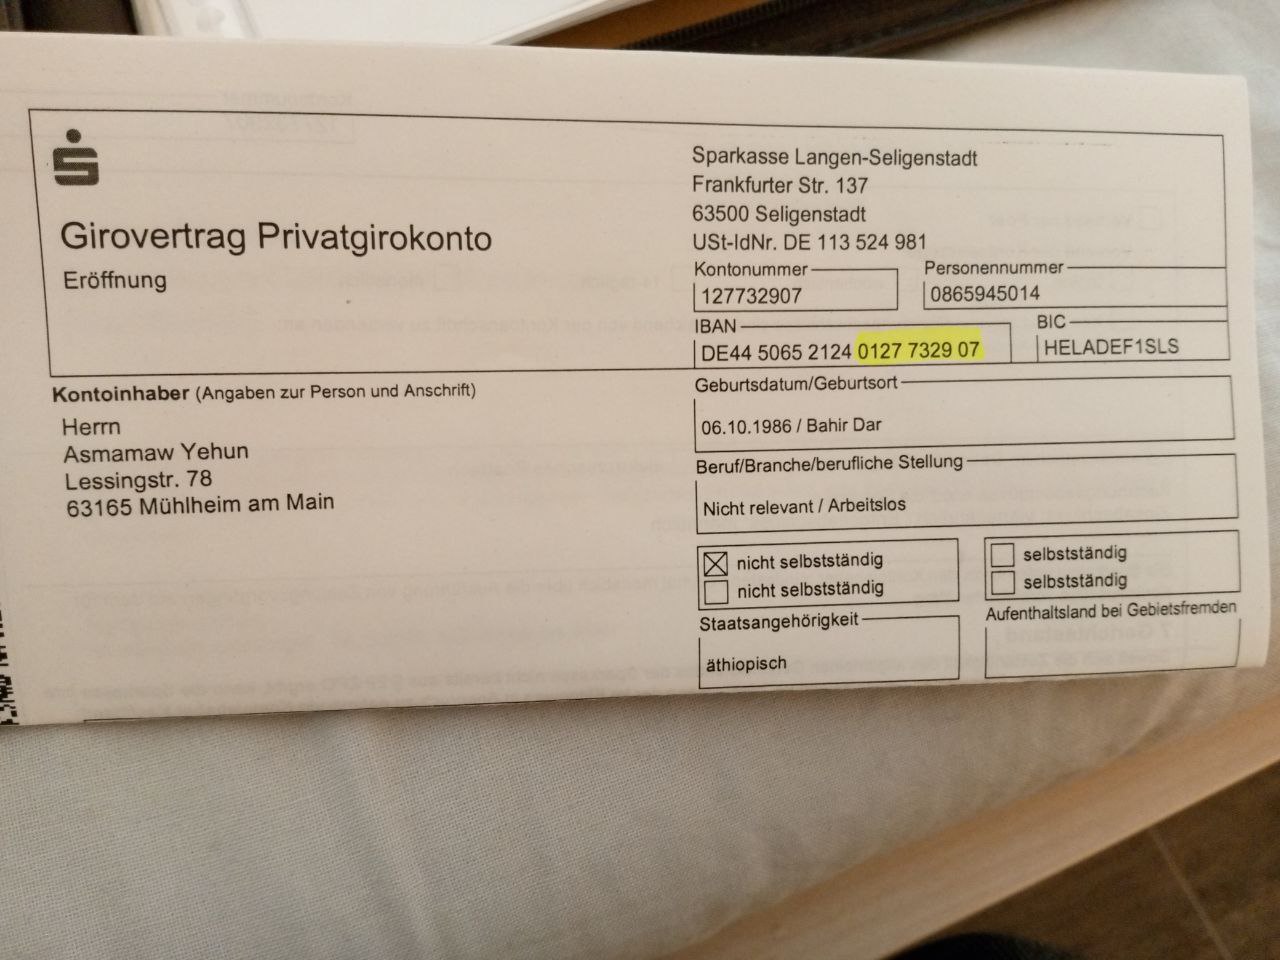 Girovertrag Privatgirokonto
Eröffnung
Sparkasse Langen-Seligenstadt
Frankfurter Str. 137
63500 Seligenstadt
USt-IdNr. DE 113 524 981
Kontonummer
127732907
Personennummer
0865945014
IBAN
DE44 5065 2124 0127 7329 07
BIC
HELADEF1SLS
Kontoinhaber (Angaben zur Person und Anschrift)
Herrn
Asmamaw Yehun
Lessingstr. 78
63165 Mühlheim am Main
Geburtsdatum/Geburtsort
06.10.1986 / Bahir Dar
Beruf/Branche/berufliche Stellung
Nicht relevant / Arbeitslos
nicht selbstständig
nicht selbstständig
selbstständig
selbstständig
Staatsangehörigkeit
äthiopisch
Aufenthaltsland bei Gebietsfremden